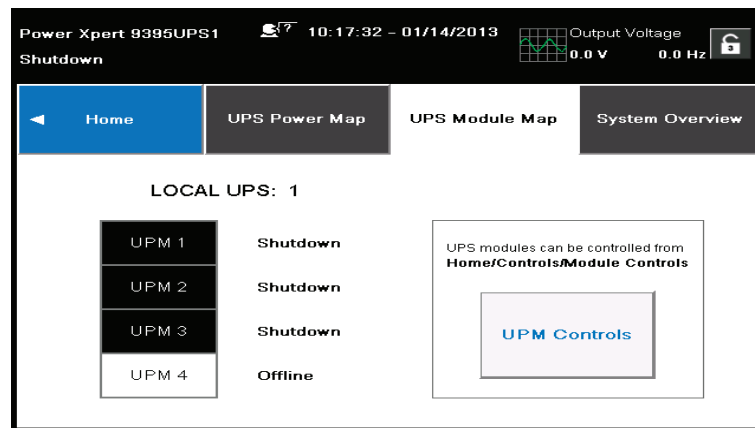 Power Xpert 9395UPS1
? 10:17:32 - 01/14/2013
Output Voltage
Shutdown
0.0 V 0.0 Hz
Home
UPS Power Map
UPS Module Map
System Overview
LOCAL UPS: 1
UPM 1 Shutdown
UPM 2 Shutdown
UPM 3 Shutdown
UPM 4 Offline
UPS modules can be controlled from
Home/Controls/Module Controls
UPM Controls